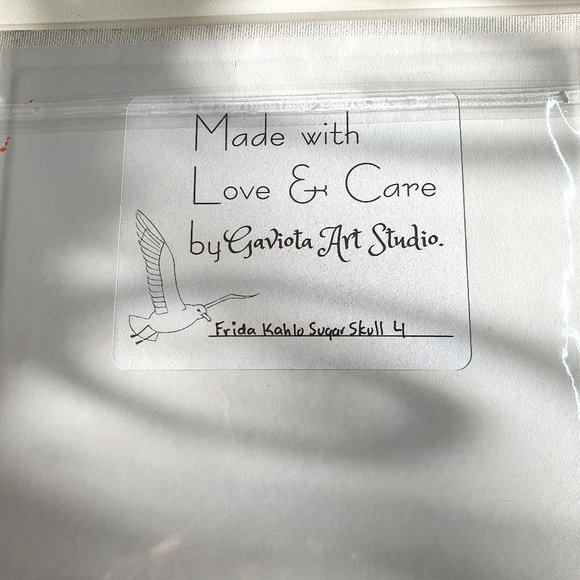 Made with
Love & Care
by Gaviota Art Studio.
Frida Kahlo Sugar Skull 4